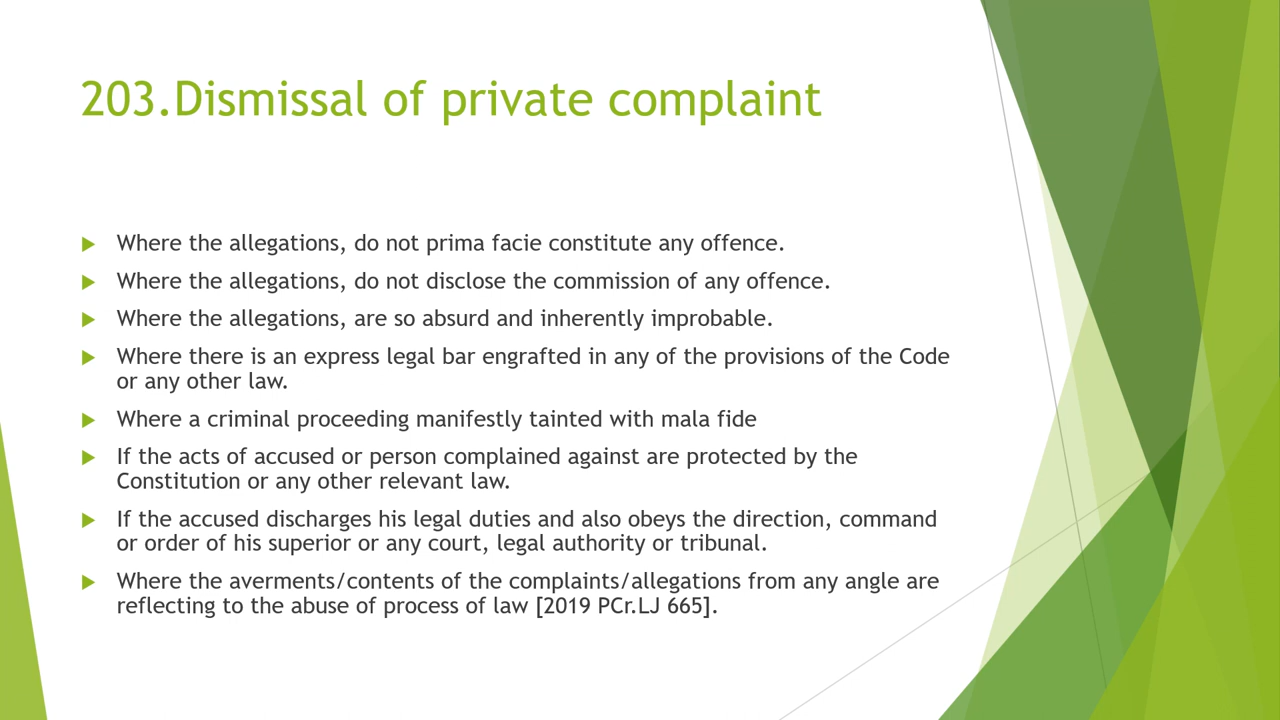 203.Dismissal of private complaint
Where the allegations, do not prima facie constitute any offence.
Where the allegations, do not disclose the commission of any offence.
Where the allegations, are so absurd and inherently improbable.
Where there is an express legal bar engrafted in any of the provisions of the Code
or any other law.
Where a criminal proceeding manifestly tainted with mala fide
If the acts of accused or person complained against are protected by the
Constitution or any other relevant law.
If the accused discharges his legal duties and also obeys the direction, command
or order of his superior or any court, legal authority or tribunal.
Where the averments/contents of the complaints/allegations from any angle are
reflecting to the abuse of process of law [2019 PCr.LJ 665].